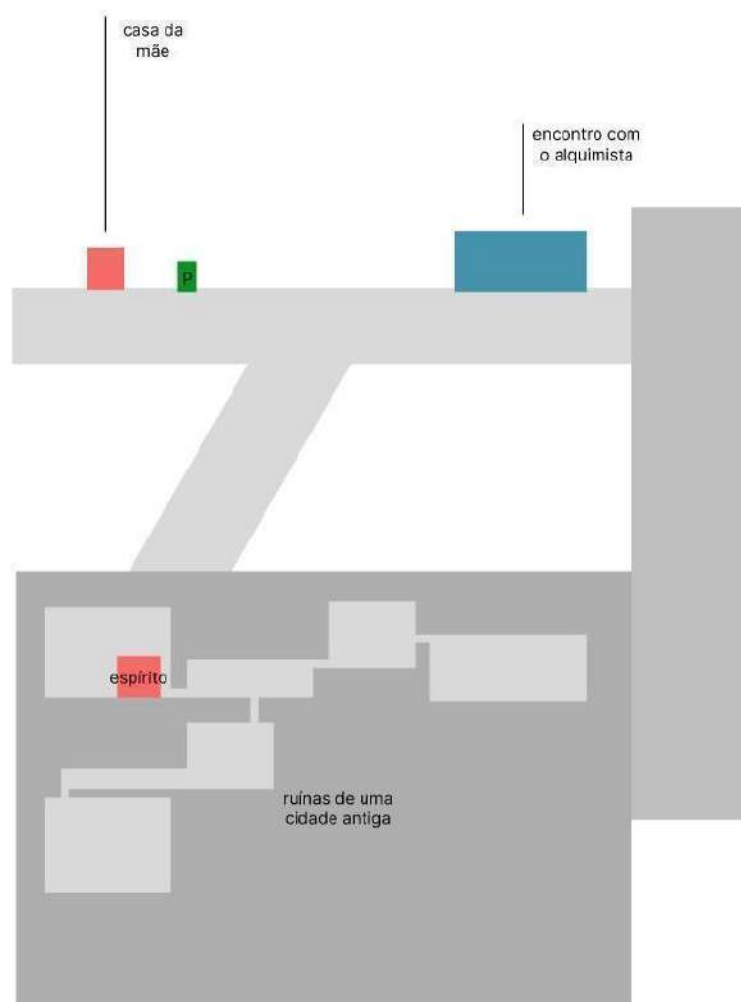 casa da
mãe
encontro com
o alquimista
P
espírito
ruínas de uma
cidade antiga